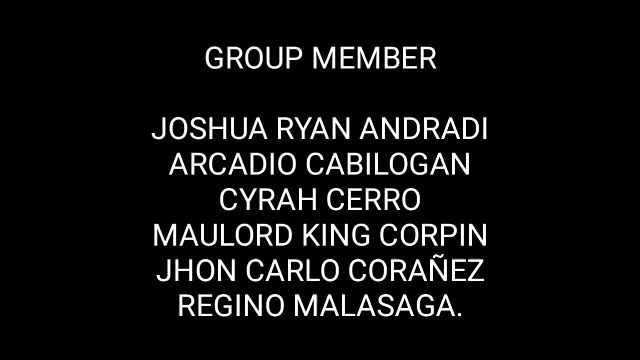 GROUP MEMBER
JOSHUA RYAN ANDRADI
ARCADIO CABILOGAN
CYRAH CERRO
MAULORD KING CORPIN
JHON CARLO CORAÑEZ
REGINO MALASAGA.